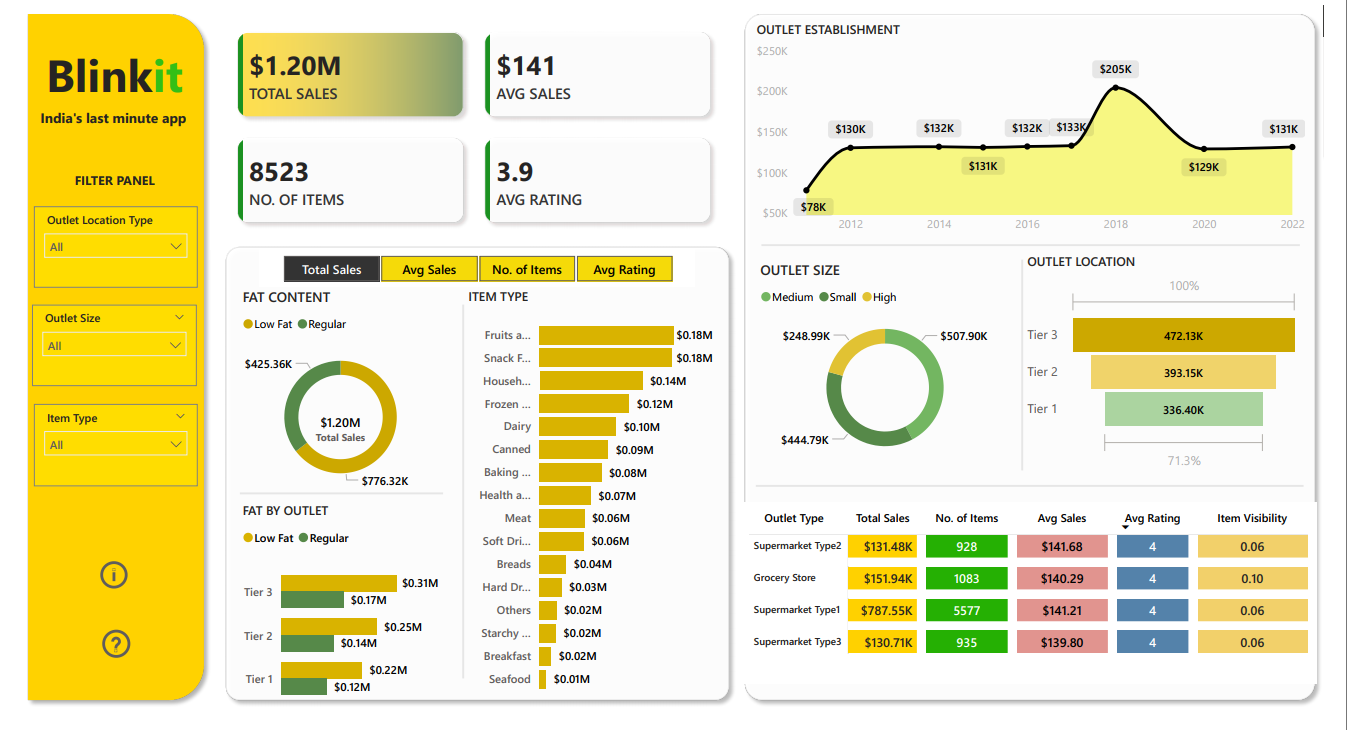 Blinkit
India's last minute app
FILTER PANEL
Outlet Location Type
All
Outlet Size
All
Item Type
All
$1.20M
TOTAL SALES
$141
AVG SALES
8523
NO. OF ITEMS
3.9
AVG RATING
Total Sales Avg Sales No. of Items Avg Rating
FAT CONTENT
Low Fat Regular
$425.36K
$1.20M
Total Sales
$776.32K
FAT BY OUTLET
Low Fat Regular
Tier 3 $0.31M
$0.17M
Tier 2 $0.25M
$0.14M
Tier 1 $0.22M
$0.12M
ITEM TYPE
Fruits a... $0.18M
Snack F... $0.18M
Househ... $0.14M
Frozen ... $0.12M
Dairy $0.10M
Canned $0.09M
Baking ... $0.08M
Health a... $0.07M
Meat $0.06M
Soft Dri... $0.06M
Breads $0.04M
Hard Dr... $0.03M
Others $0.02M
Starchy ... $0.02M
Breakfast $0.02M
Seafood $0.01M
OUTLET ESTABLISHMENT
$250K
$200K
$150K
$100K
$50K
$78K
$130K
$132K
$131K
$132K
$133K
$205K
$129K
$131K
2012 2014 2016 2018 2020 2022
OUTLET SIZE
Medium Small High
$248.99K
$507.90K
$444.79K
OUTLET LOCATION
100%
Tier 3 472.13K
Tier 2 393.15K
Tier 1 336.40K
71.3%
Outlet Type Total Sales No. of Items Avg Sales Avg Rating Item Visibility
Supermarket Type2 $131.48K 928 $141.68 4 0.06
Grocery Store $151.94K 1083 $140.29 4 0.10
Supermarket Type1 $787.55K 5577 $141.21 4 0.06
Supermarket Type3 $130.71K 935 $139.80 4 0.06